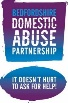 BEDFORDSHIRE
DOMESTIC
ABUSE
PARTNERSHIP
IT DOESN'T HURT
TO ASK FOR HELP!